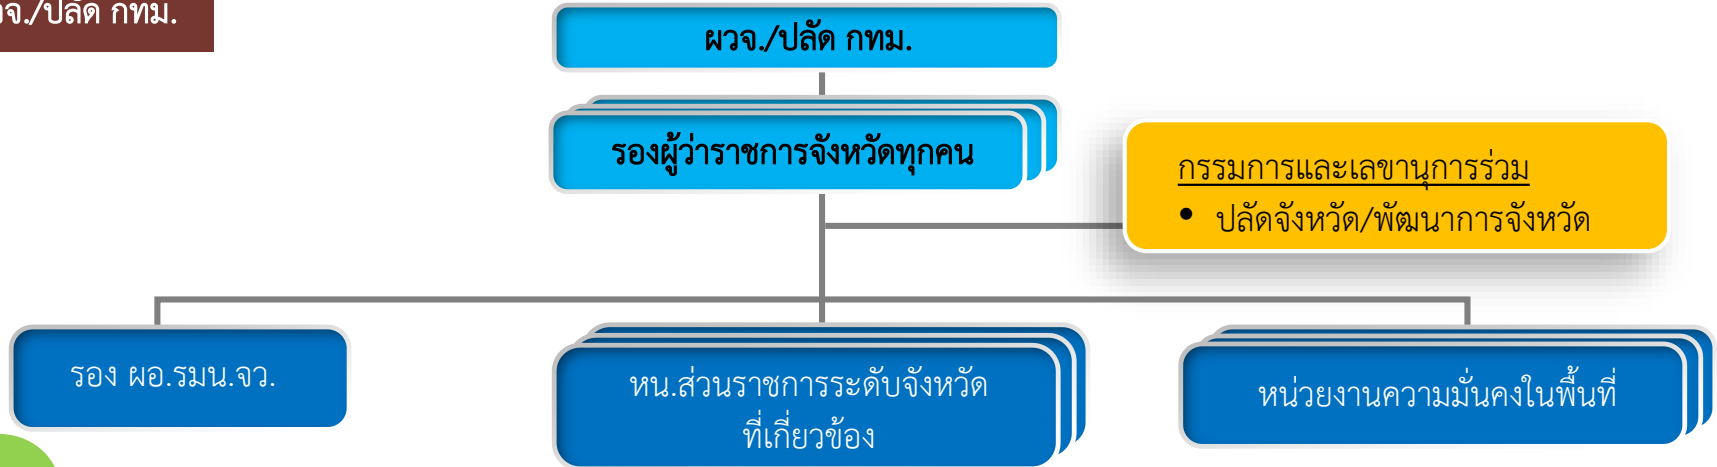 จ./ปลัด กทม.
ผวจ./ปลัด กทม.
รองผู้ว่าราชการจังหวัดทุกคน
กรรมการและเลขานุการร่วม
• ปลัดจังหวัด/พัฒนาการจังหวัด
รอง ผอ.รมน.จว.
หน.ส่วนราชการระดับจังหวัด
ที่เกี่ยวข้อง
หน่วยงานความมั่นคงในพื้นที่